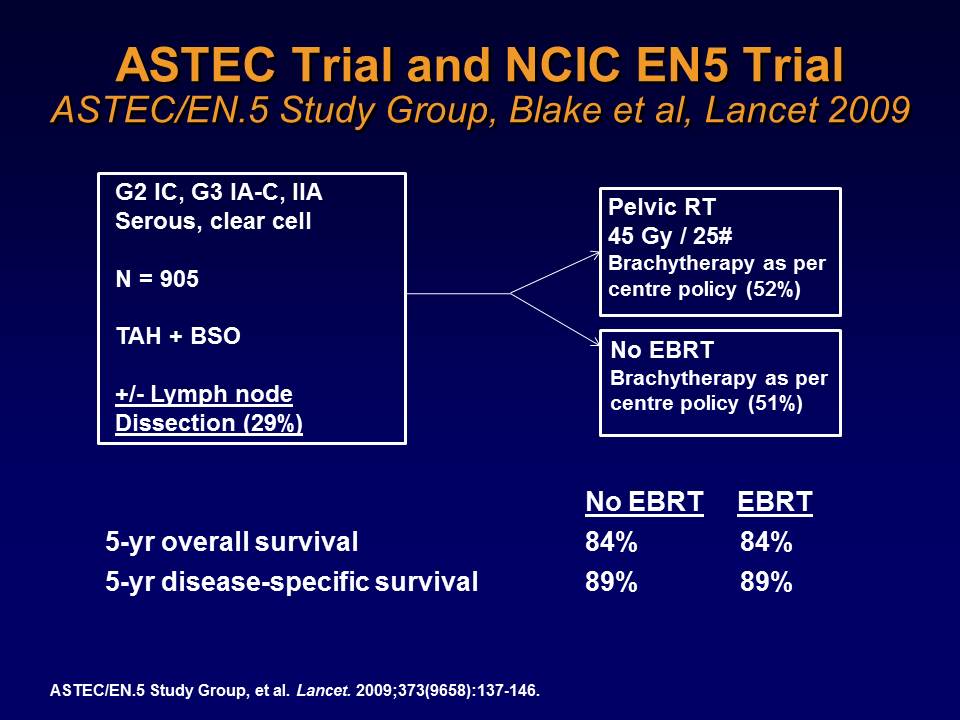 ASTEC Trial and NCIC EN5 Trial
ASTEC/EN.5 Study Group, Blake et al, Lancet 2009
G2 IC, G3 IA-C, IIA
Serous, clear cell
N = 905
TAH + BSO
+/- Lymph node
Dissection (29%)
Pelvic RT
45 Gy / 25#
Brachytherapy as per
centre policy (52%)
No EBRT
Brachytherapy as per
centre policy (51%)
No EBRT EBRT
5-yr overall survival 84% 84%
5-yr disease-specific survival 89% 89%
ASTEC/EN.5 Study Group, et al. Lancet. 2009;373(9658):137-146.